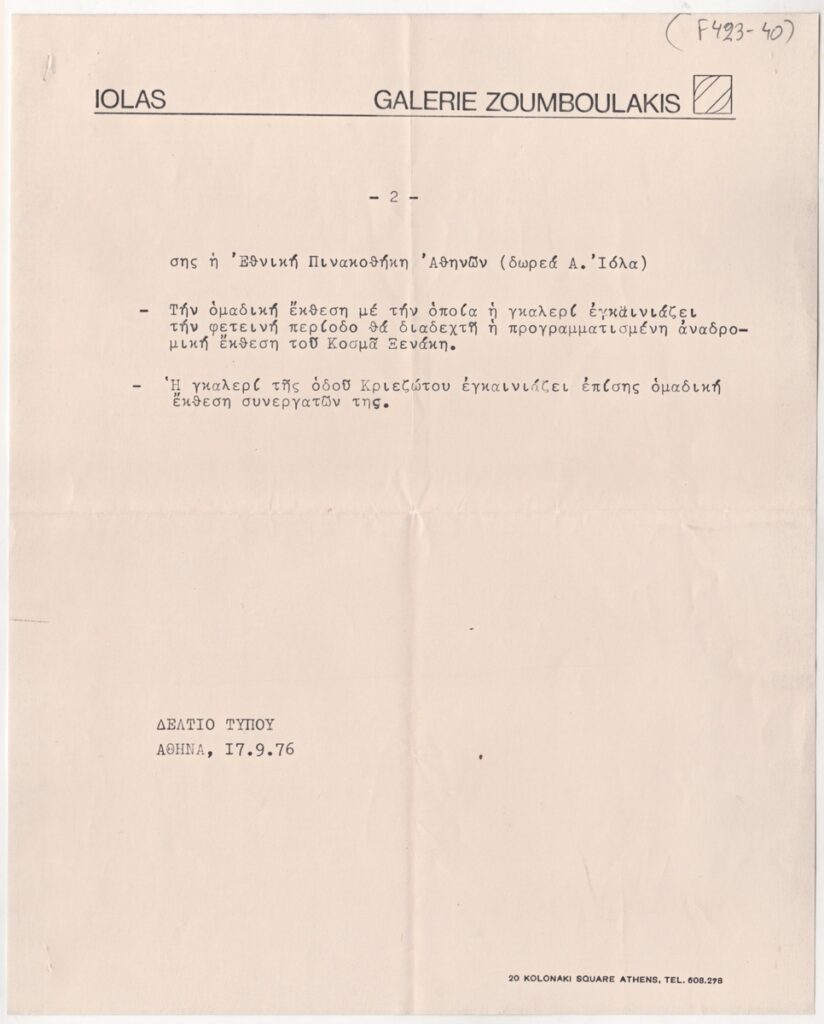 (F423-40)
IOLAS GALERIE ZOUMBOULAKIS
- 2 -
σης ἡ Ἐθνική Πινακοθήκη Ἀθηνῶν (δωρεά Α. Ἰόλα)
- Τήν ὁμαδική ἔκθεση μέ τήν ὁποία ἡ γκαλερί ἐγκαινιάζει
τήν φετεινή περίοδο θά διαδεχτῆ ἡ προγραμματισμένη ἀναδρο-
μική ἔκθεση τοῦ Κοσμᾶ Ξενάκη.
- Ἡ γκαλερί τῆς ὁδοῦ Κριεζώτου ἐγκαινιάζει ἐπίσης ὁμαδική
ἔκθεση συνεργατῶν της.
ΔΕΛΤΙΟ ΤΥΠΟΥ
ΑΘΗΝΑ, Ι7.9.76
20 KOLONAKI SQUARE ATHENS, TEL. 608.278